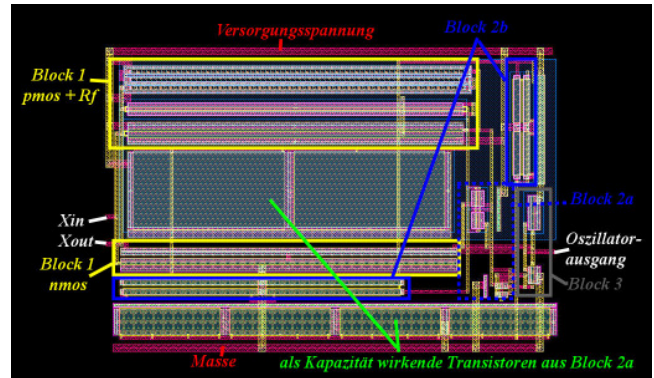 Versorgungsspannung
Block 2b
Block 1
pmos + Rf
Block 2a
Xin
Xout
Oszillator-
ausgang
Block 1
nmos
Block 3
Masse
als Kapazität wirkende Transistoren aus Block 2a